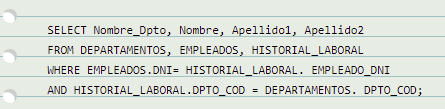 SELECT Nombre_Dpto, Nombre, Apellido1, Apellido2
FROM DEPARTAMENTOS, EMPLEADOS, HISTORIAL_LABORAL
WHERE EMPLEADOS.DNI= HISTORIAL_LABORAL. EMPLEADO_DNI
AND HISTORIAL_LABORAL.DPTO_COD = DEPARTAMENTOS. DPTO_COD;